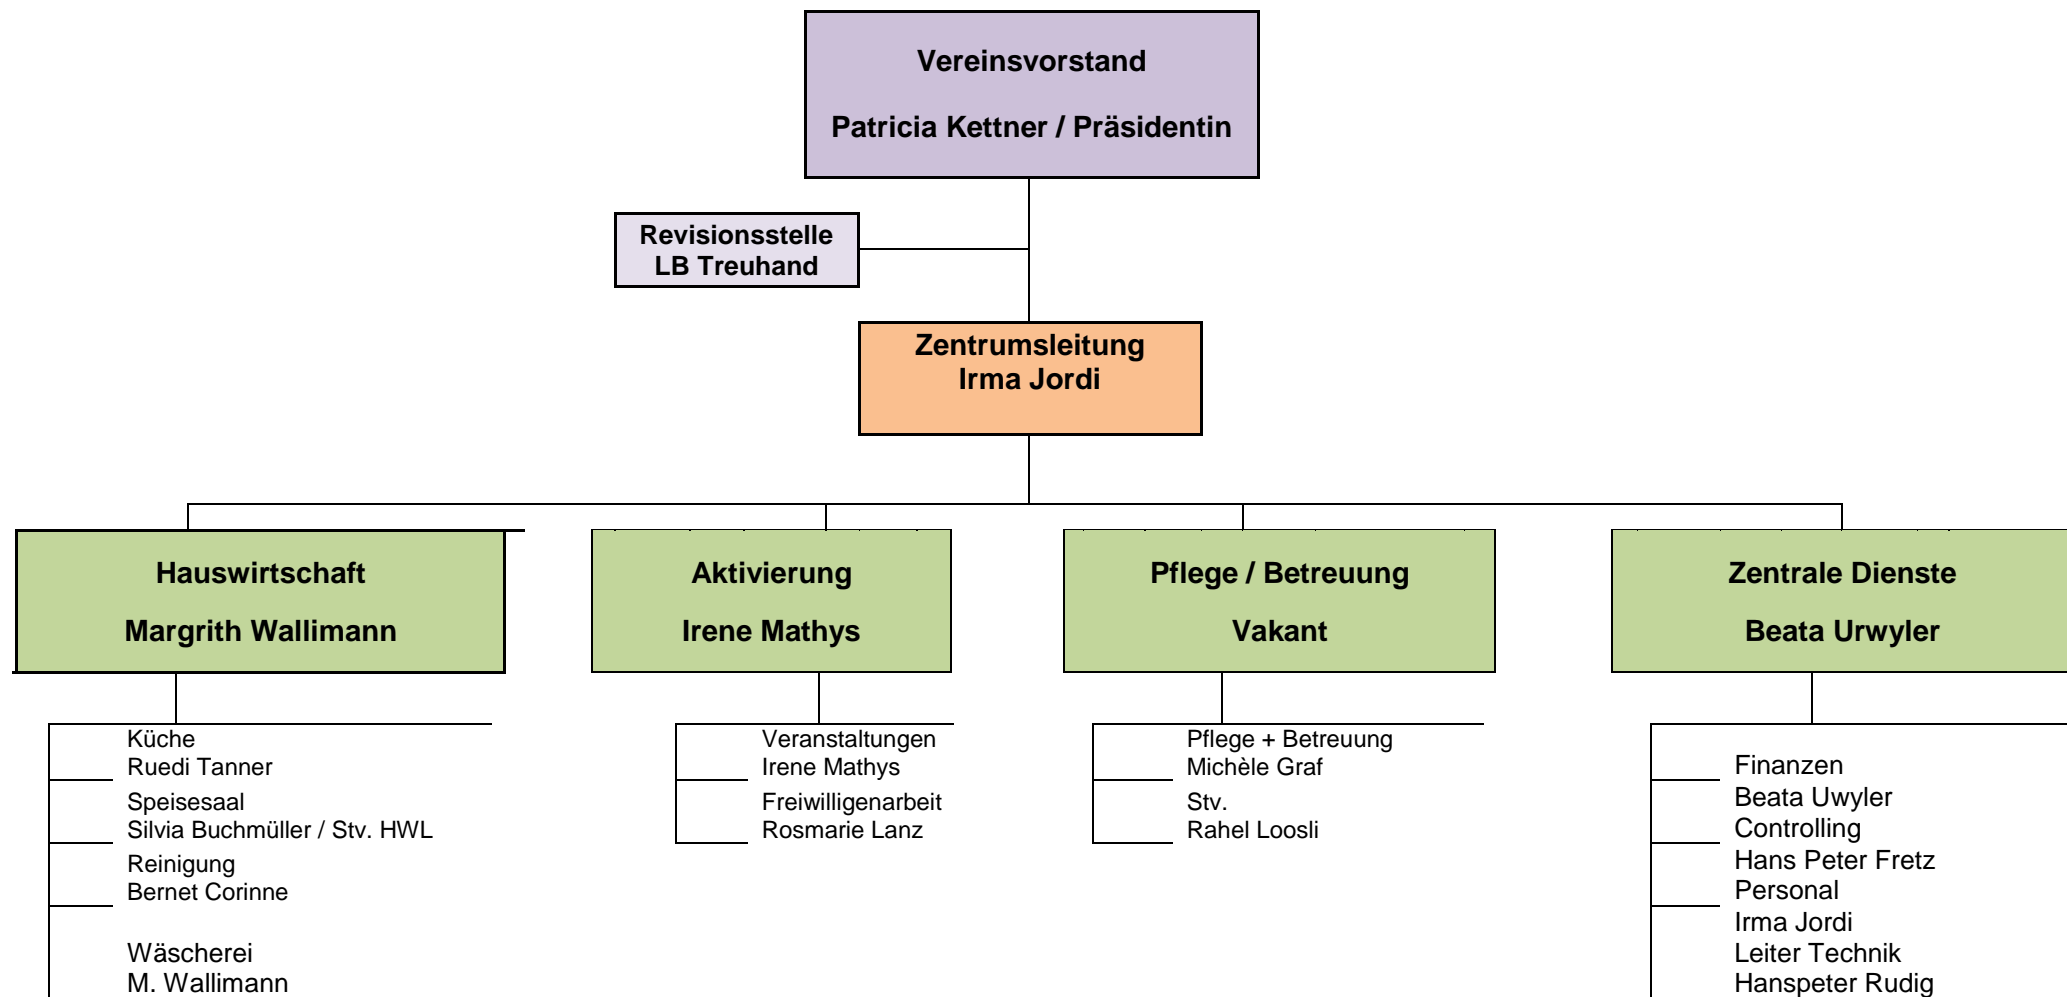 Vereinsvorstand
Patricia Kettner / Präsidentin
Revisionsstelle
LB Treuhand
Zentrumsleitung
Irma Jordi
Hauswirtschaft
Margrith Wallimann
Aktivierung
Irene Mathys
Pflege / Betreuung
Vakant
Zentrale Dienste
Beata Urwyler
Küche
Ruedi Tanner
Speisesaal
Silvia Buchmüller / Stv. HWL
Reinigung
Bernet Corinne
Wäscherei
M. Wallimann
Veranstaltungen
Irene Mathys
Freiwilligenarbeit
Rosmarie Lanz
Pflege + Betreuung
Michèle Graf
Stv.
Rahel Loosli
Finanzen
Beata Uwyler
Controlling
Hans Peter Fretz
Personal
Irma Jordi
Leiter Technik
Hanspeter Rudig